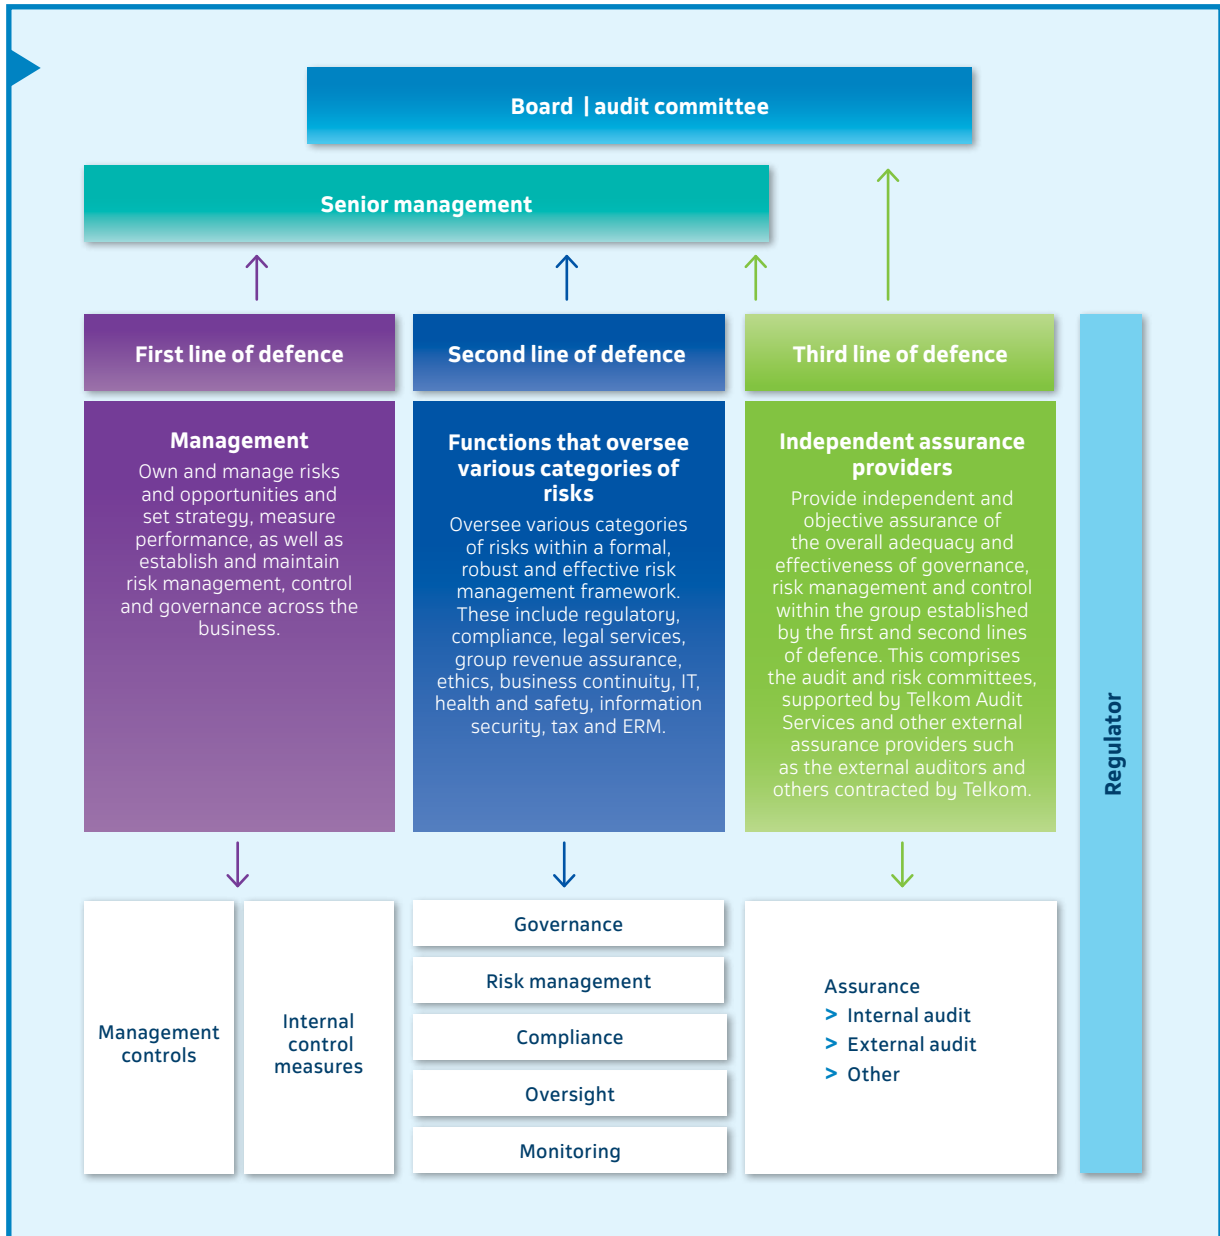 Board | audit committee
Senior management
First line of defence
Management
Own and manage risks
and opportunities and
set strategy, measure
performance, as well as
establish and maintain
risk management, control
and governance across the
business.
Management
controls
Internal
control
measures
Second line of defence
Functions that oversee
various categories of
risks
Oversee various categories
of risks within a formal,
robust and effective risk
management framework.
These include regulatory,
compliance, legal services,
group revenue assurance,
ethics, business continuity, IT,
health and safety, information
security, tax and ERM.
Governance
Risk management
Compliance
Oversight
Monitoring
Third line of defence
Independent assurance
providers
Provide independent and
objective assurance of
the overall adequacy and
effectiveness of governance,
risk management and control
within the group established
by the first and second lines
of defence. This comprises
the audit and risk committees,
supported by Telkom Audit
Services and other external
assurance providers such
as the external auditors and
others contracted by Telkom.
Assurance
> Internal audit
> External audit
> Other
Regulator